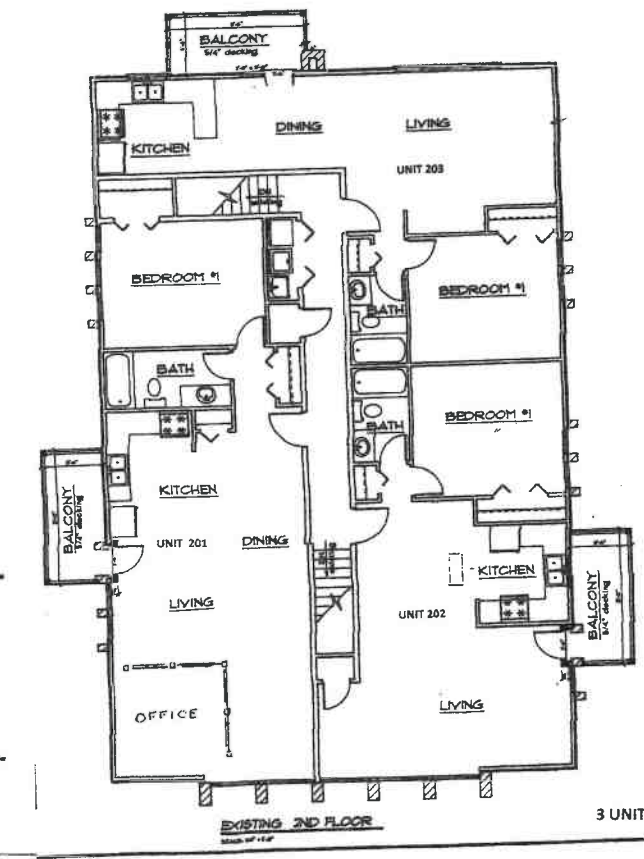 BALCONY
5/4" decking
KITCHEN
DINING
LIVING
UNIT 203
BEDROOM #1
BEDROOM #1
BATH
BATH
BEDROOM #1
BATH
KITCHEN
BALCONY
5/4" decking
UNIT 201
DINING
KITCHEN
BALCONY
5/4" decking
LIVING
UNIT 202
OFFICE
LIVING
EXISTING 2ND FLOOR
3 UNIT